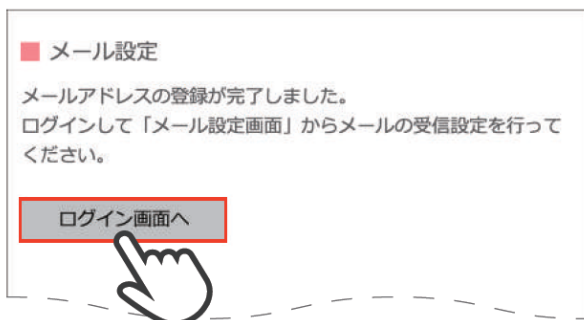 メール設定
メールアドレスの登録が完了しました。
ログインして「メール設定画面」からメールの受信設定を行って
ください。
ログイン画面へ